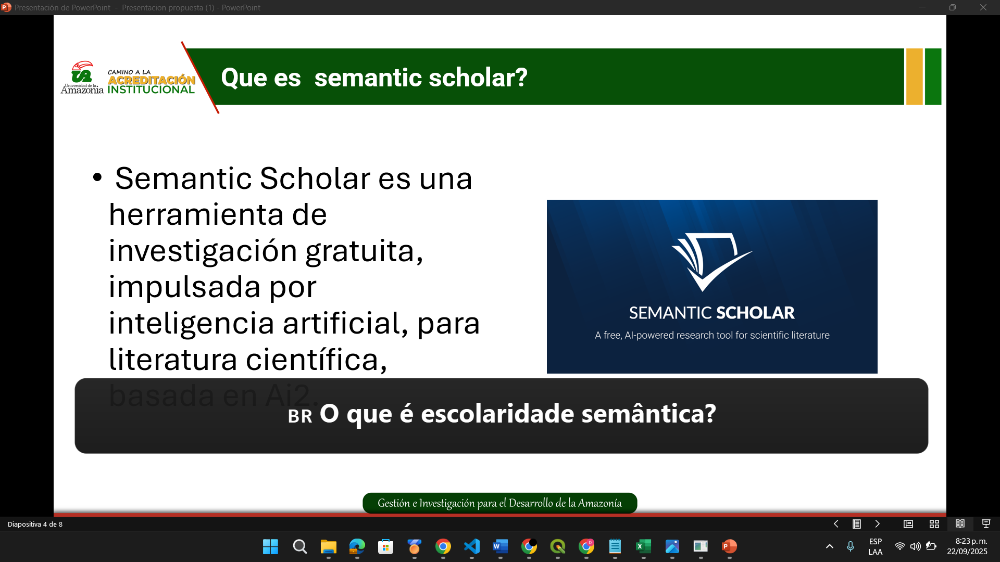 Presentación de PowerPoint - Presentacion propuesta (1) - PowerPoint
Universidad de la
Amazonia
CAMINO A LA
ACREDITACIÓN
INSTITUCIONAL
Que es semantic scholar?
• Semantic Scholar es una
herramienta de
investigación gratuita,
impulsada por
inteligencia artificial, para
literatura científica,
basada en Ai2.
SEMANTIC SCHOLAR
A free, AI-powered research tool for scientific literature
BR O que é escolaridade semântica?
Gestión e Investigación para el Desarrollo de la Amazonía
Diapositiva 4 de 8
ESP
LAA
8:23 p. m.
22/09/2025